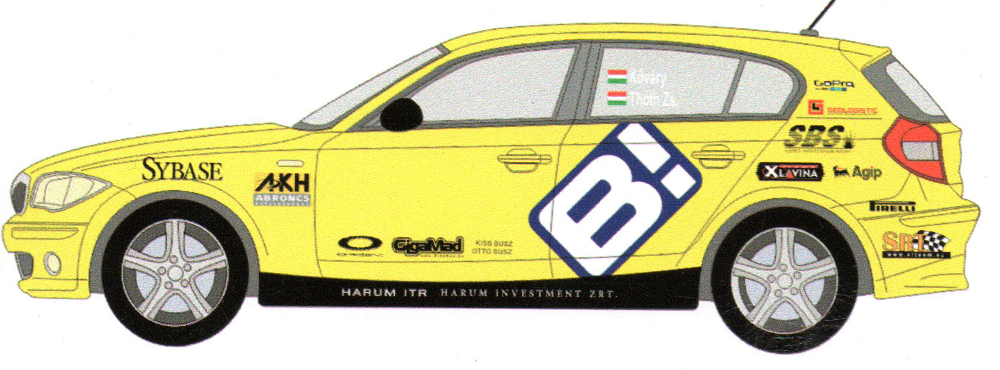 Kőváry
Thoth Zs.
GoPro
GEOLOGISTIC
SBS
XLAVINA
Agip
SYBASE
AKH
ABRONCS
PIRELLI
B!
GigaMad
KISS BUSZ
OTTO BUSZ
SRT
HARUM ITR HARUM INVESTMENT ZRT.